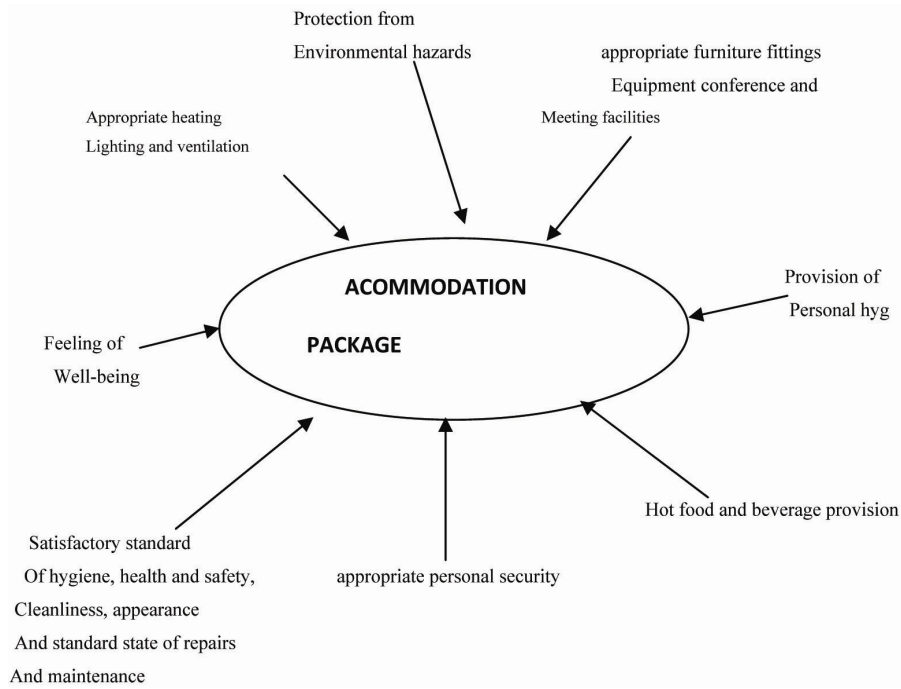 Protection from
Environmental hazards
appropriate furniture fittings
Equipment conference and
Meeting facilities
Appropriate heating
Lighting and ventilation
ACOMMODATION
PACKAGE
Provision of
Personal hyg
Feeling of
Well-being
Hot food and beverage provision
Satisfactory standard
Of hygiene, health and safety,
Cleanliness, appearance
And standard state of repairs
And maintenance
appropriate personal security